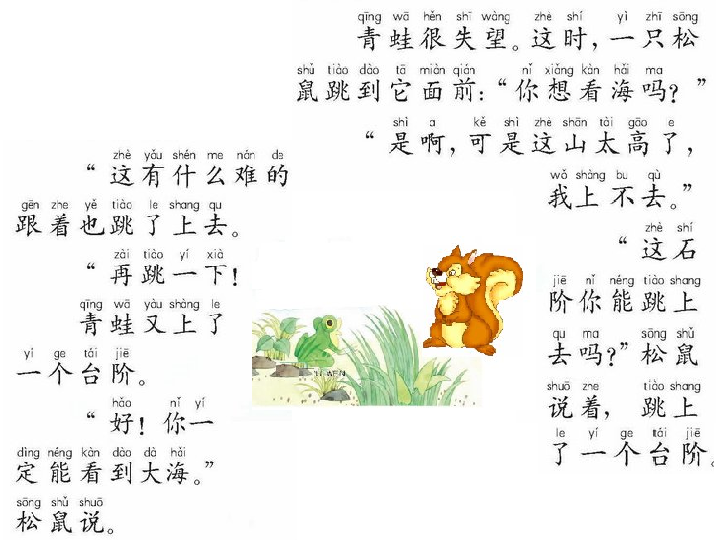 qīng wā hěn shī wàng zhè shí yì zhī sōng
青蛙很失望。这时，一只松
shǔ tiào dào tā miàn qián nǐ xiǎng kàn hǎi ma
鼠跳到它面前：“你想看海吗？”
shì a kě shì zhè shān tài gāo e
“是啊，可是这山太高了，
wǒ shàng bu qù
我上不去。”
zhè shí
“这石
jiē nǐ néng tiào shang
阶你能跳上
qu ma sōng shǔ
去吗？”松鼠
shuō zhe tiào shang
说着，跳上
le yí ge tái jiē
了一个台阶。
zhè yǒu shén me nán de
“这有什么难的
gēn zhe yě tiào le shang qu
跟着也跳了上去。
zài tiào yí xià
“再跳一下！
qīng wā yàu shàng le
青蛙又上了
yí ge tái jiē
一个台阶。
hǎo nǐ yí
“好！你一
dìng néng kàn dào dà hǎi
定能看到大海。”
sōng shǔ shuō
松鼠说。